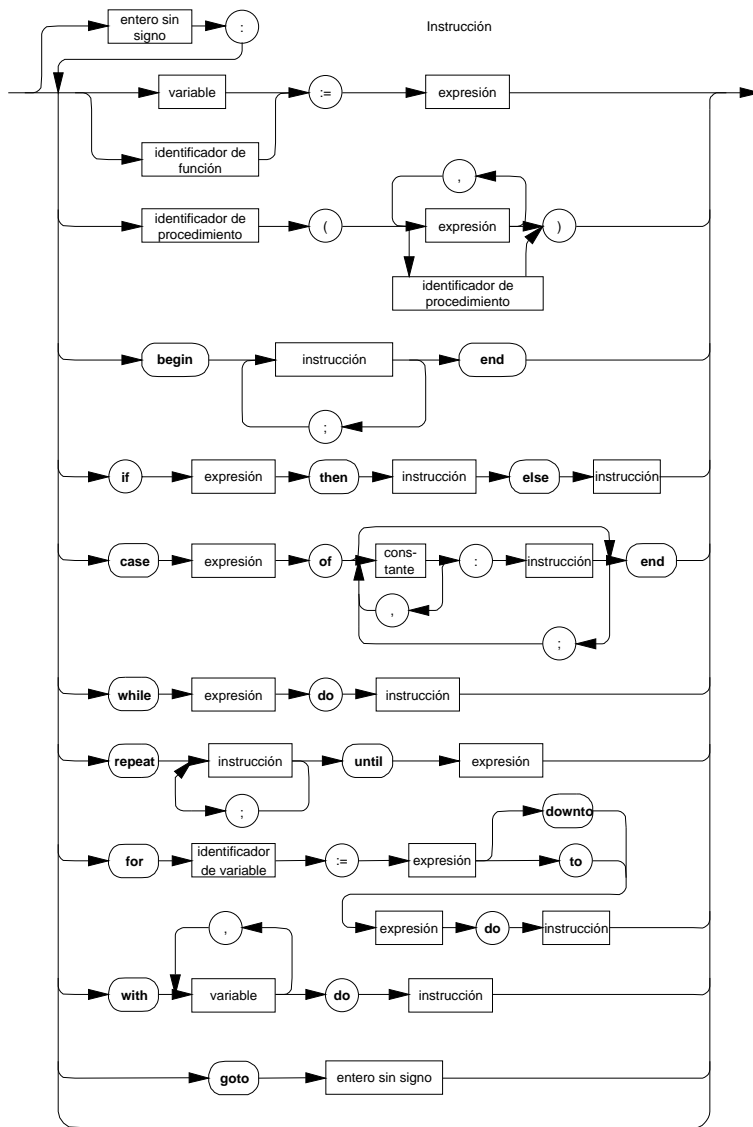 entero sin
signo
:
Instrucción
variable
:=
expresión
identificador de
función
,
identificador de
procedimiento
(
expresión
)
identificador de
procedimiento
begin
instrucción
end
;
if
expresión
then
instrucción
else
instrucción
case
expresión
of
cons-
tante
:
instrucción
end
,
;
while
expresión
do
instrucción
repeat
instrucción
until
expresión
;
downto
for
identificador
de variable
:=
expresión
to
expresión
do
instrucción
,
with
variable
do
instrucción
goto
entero sin signo